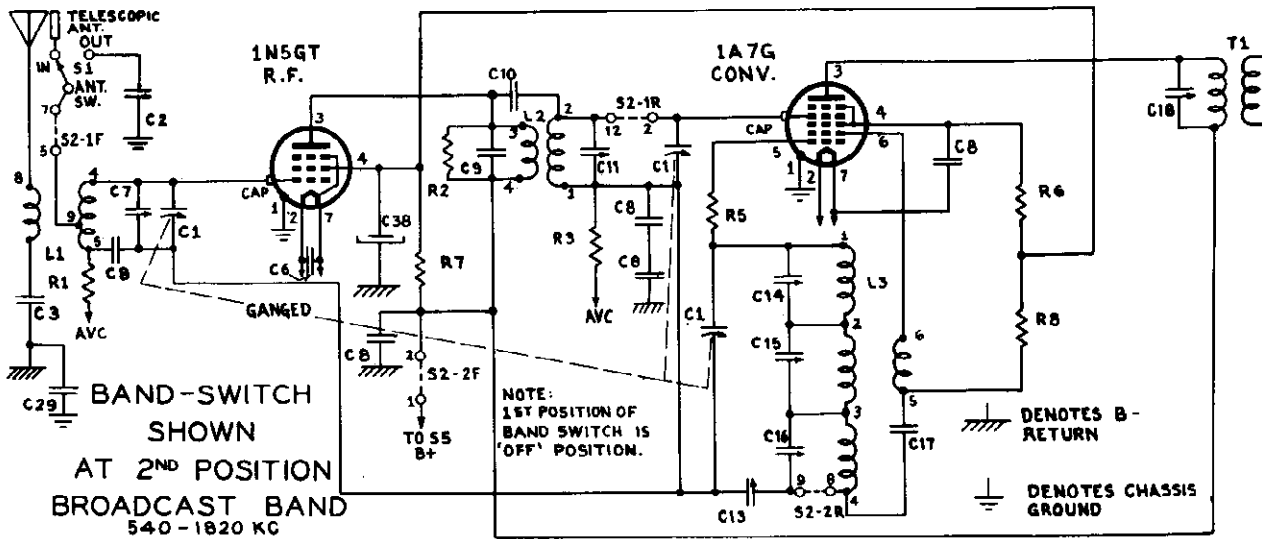 TELESCOPIC
ANT.
OUT
IN
S1
ANT.
SW.
7
C2
S2-1F
5
8
4
9
5
L1
C7
C1
C8
R1
AVC
C3
C29
1N5GT
R.F.
3
4
CAP
1
2
7
C6
C38
GANGED
R7
C8
2
S2-2F
1
TO S5
B+
C10
L2
3
2
R2
C9
4
1
C11
12
S2-1R
2
C1
C8
C8
R3
AVC
1A7G
CONV.
3
4
6
CAP
5
1
2
7
C8
R5
R6
R8
C1
C14
C15
C16
1
L3
2
3
4
6
5
C17
C13
9
8
S2-2R
T1
C18
NOTE:
1ST POSITION OF
BAND SWITCH IS
'OFF' POSITION.
BAND-SWITCH
SHOWN
AT 2ND POSITION
BROADCAST BAND
540-1820 KC
DENOTES B-
RETURN
DENOTES CHASSIS
GROUND